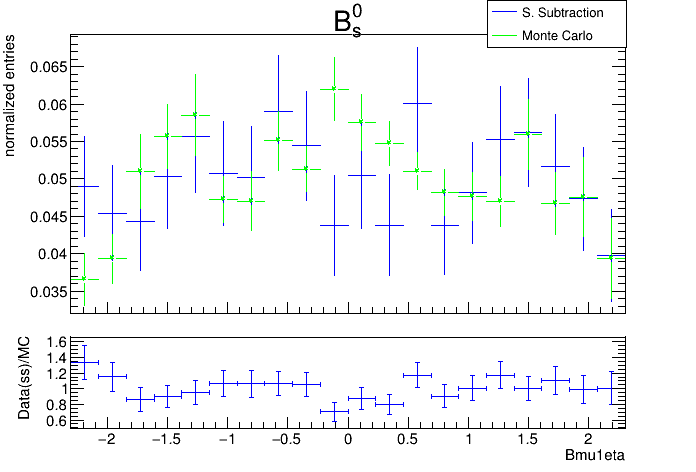 B⁰ₛ
S. Subtraction
Monte Carlo
normalized entries
0.065
0.06
0.055
0.05
0.045
0.04
0.035
Data(ss)/MC
1.6
1.4
1.2
1
0.8
0.6
−2 −1.5 −1 −0.5 0 0.5 1 1.5 2
Bmu1eta